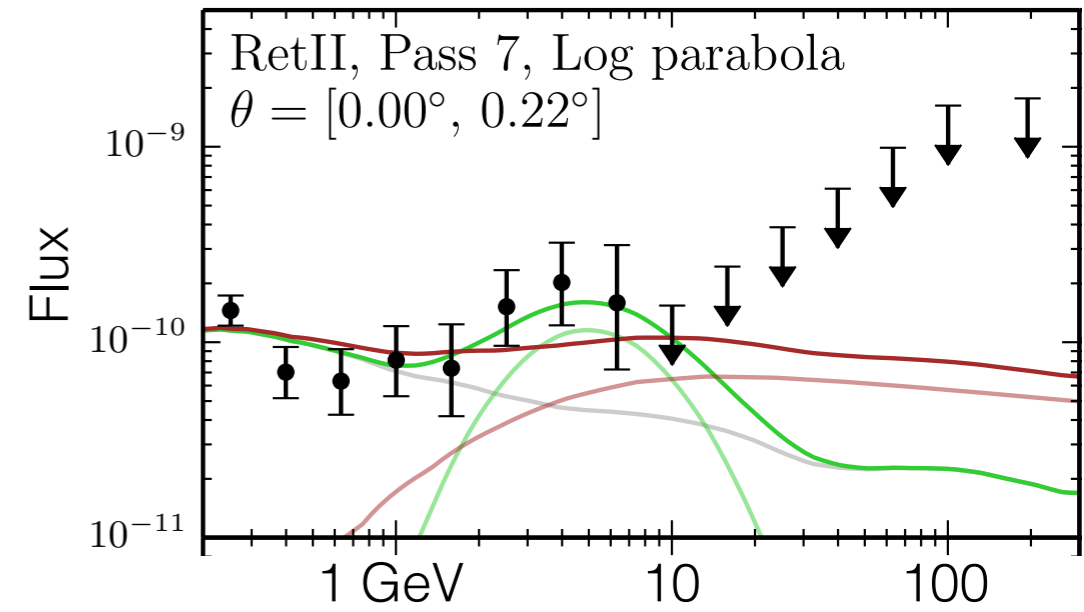 RetII, Pass 7, Log parabola
θ = [0.00°, 0.22°]
Flux
10⁻⁹
10⁻¹⁰
10⁻¹¹
1 GeV
10
100